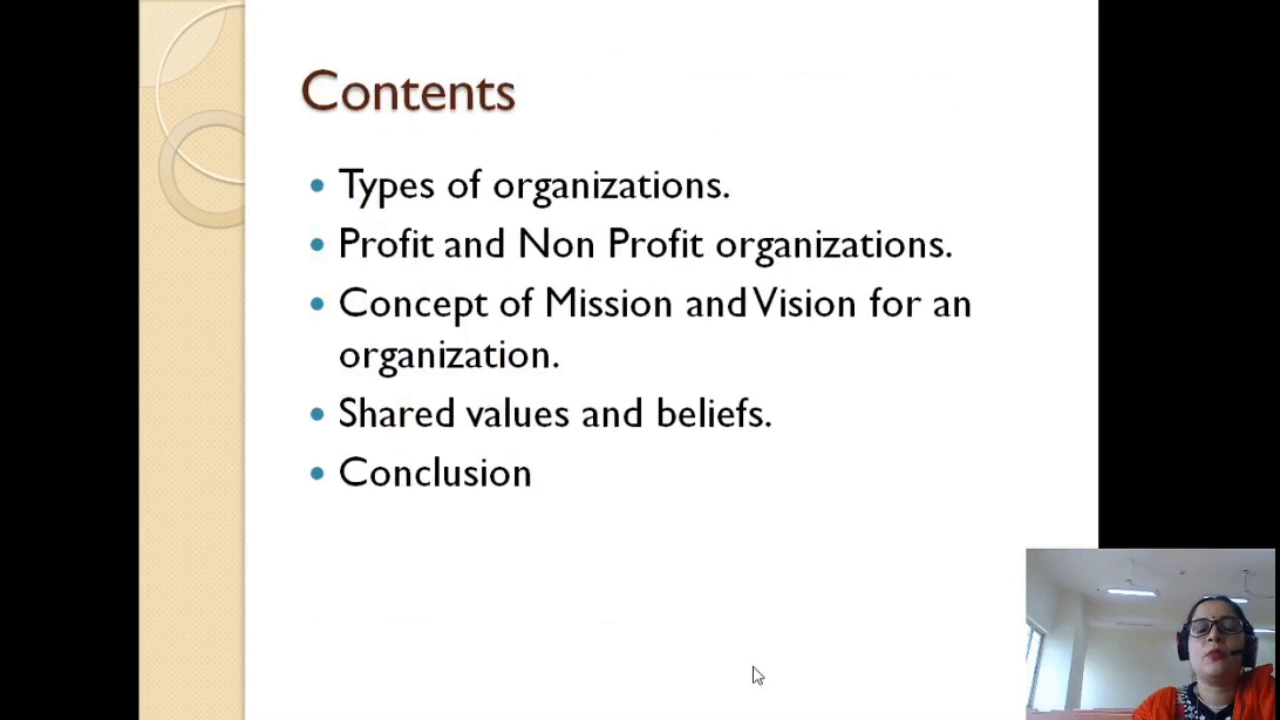 Contents
• Types of organizations.
• Profit and Non Profit organizations.
• Concept of Mission and Vision for an
organization.
• Shared values and beliefs.
• Conclusion